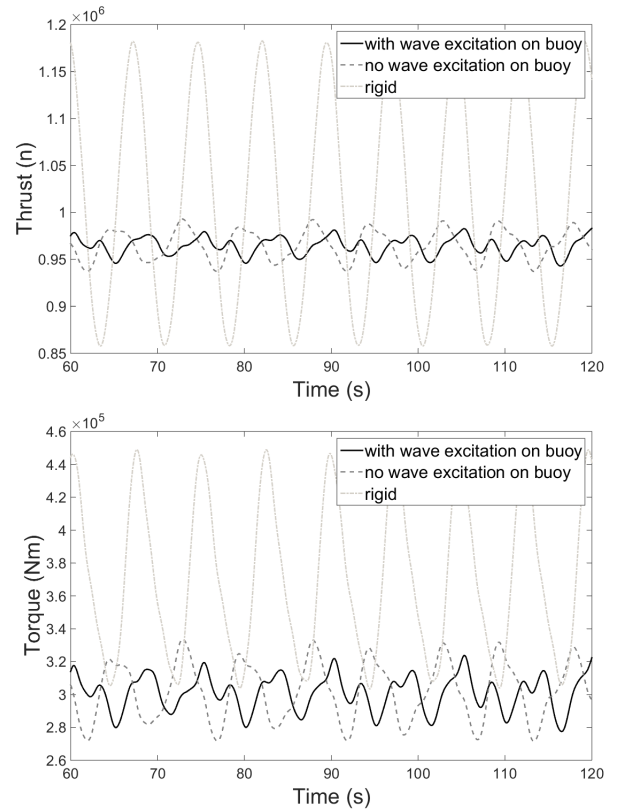 ×10⁶
1.2
1.15
1.1
1.05
1
0.95
0.9
0.85
Thrust (n)
with wave excitation on buoy
no wave excitation on buoy
rigid
60 70 80 90 100 110 120
Time (s)
×10⁵
4.6
4.4
4.2
4
3.8
3.6
3.4
3.2
3
2.8
2.6
Torque (Nm)
with wave excitation on buoy
no wave excitation on buoy
rigid
60 70 80 90 100 110 120
Time (s)